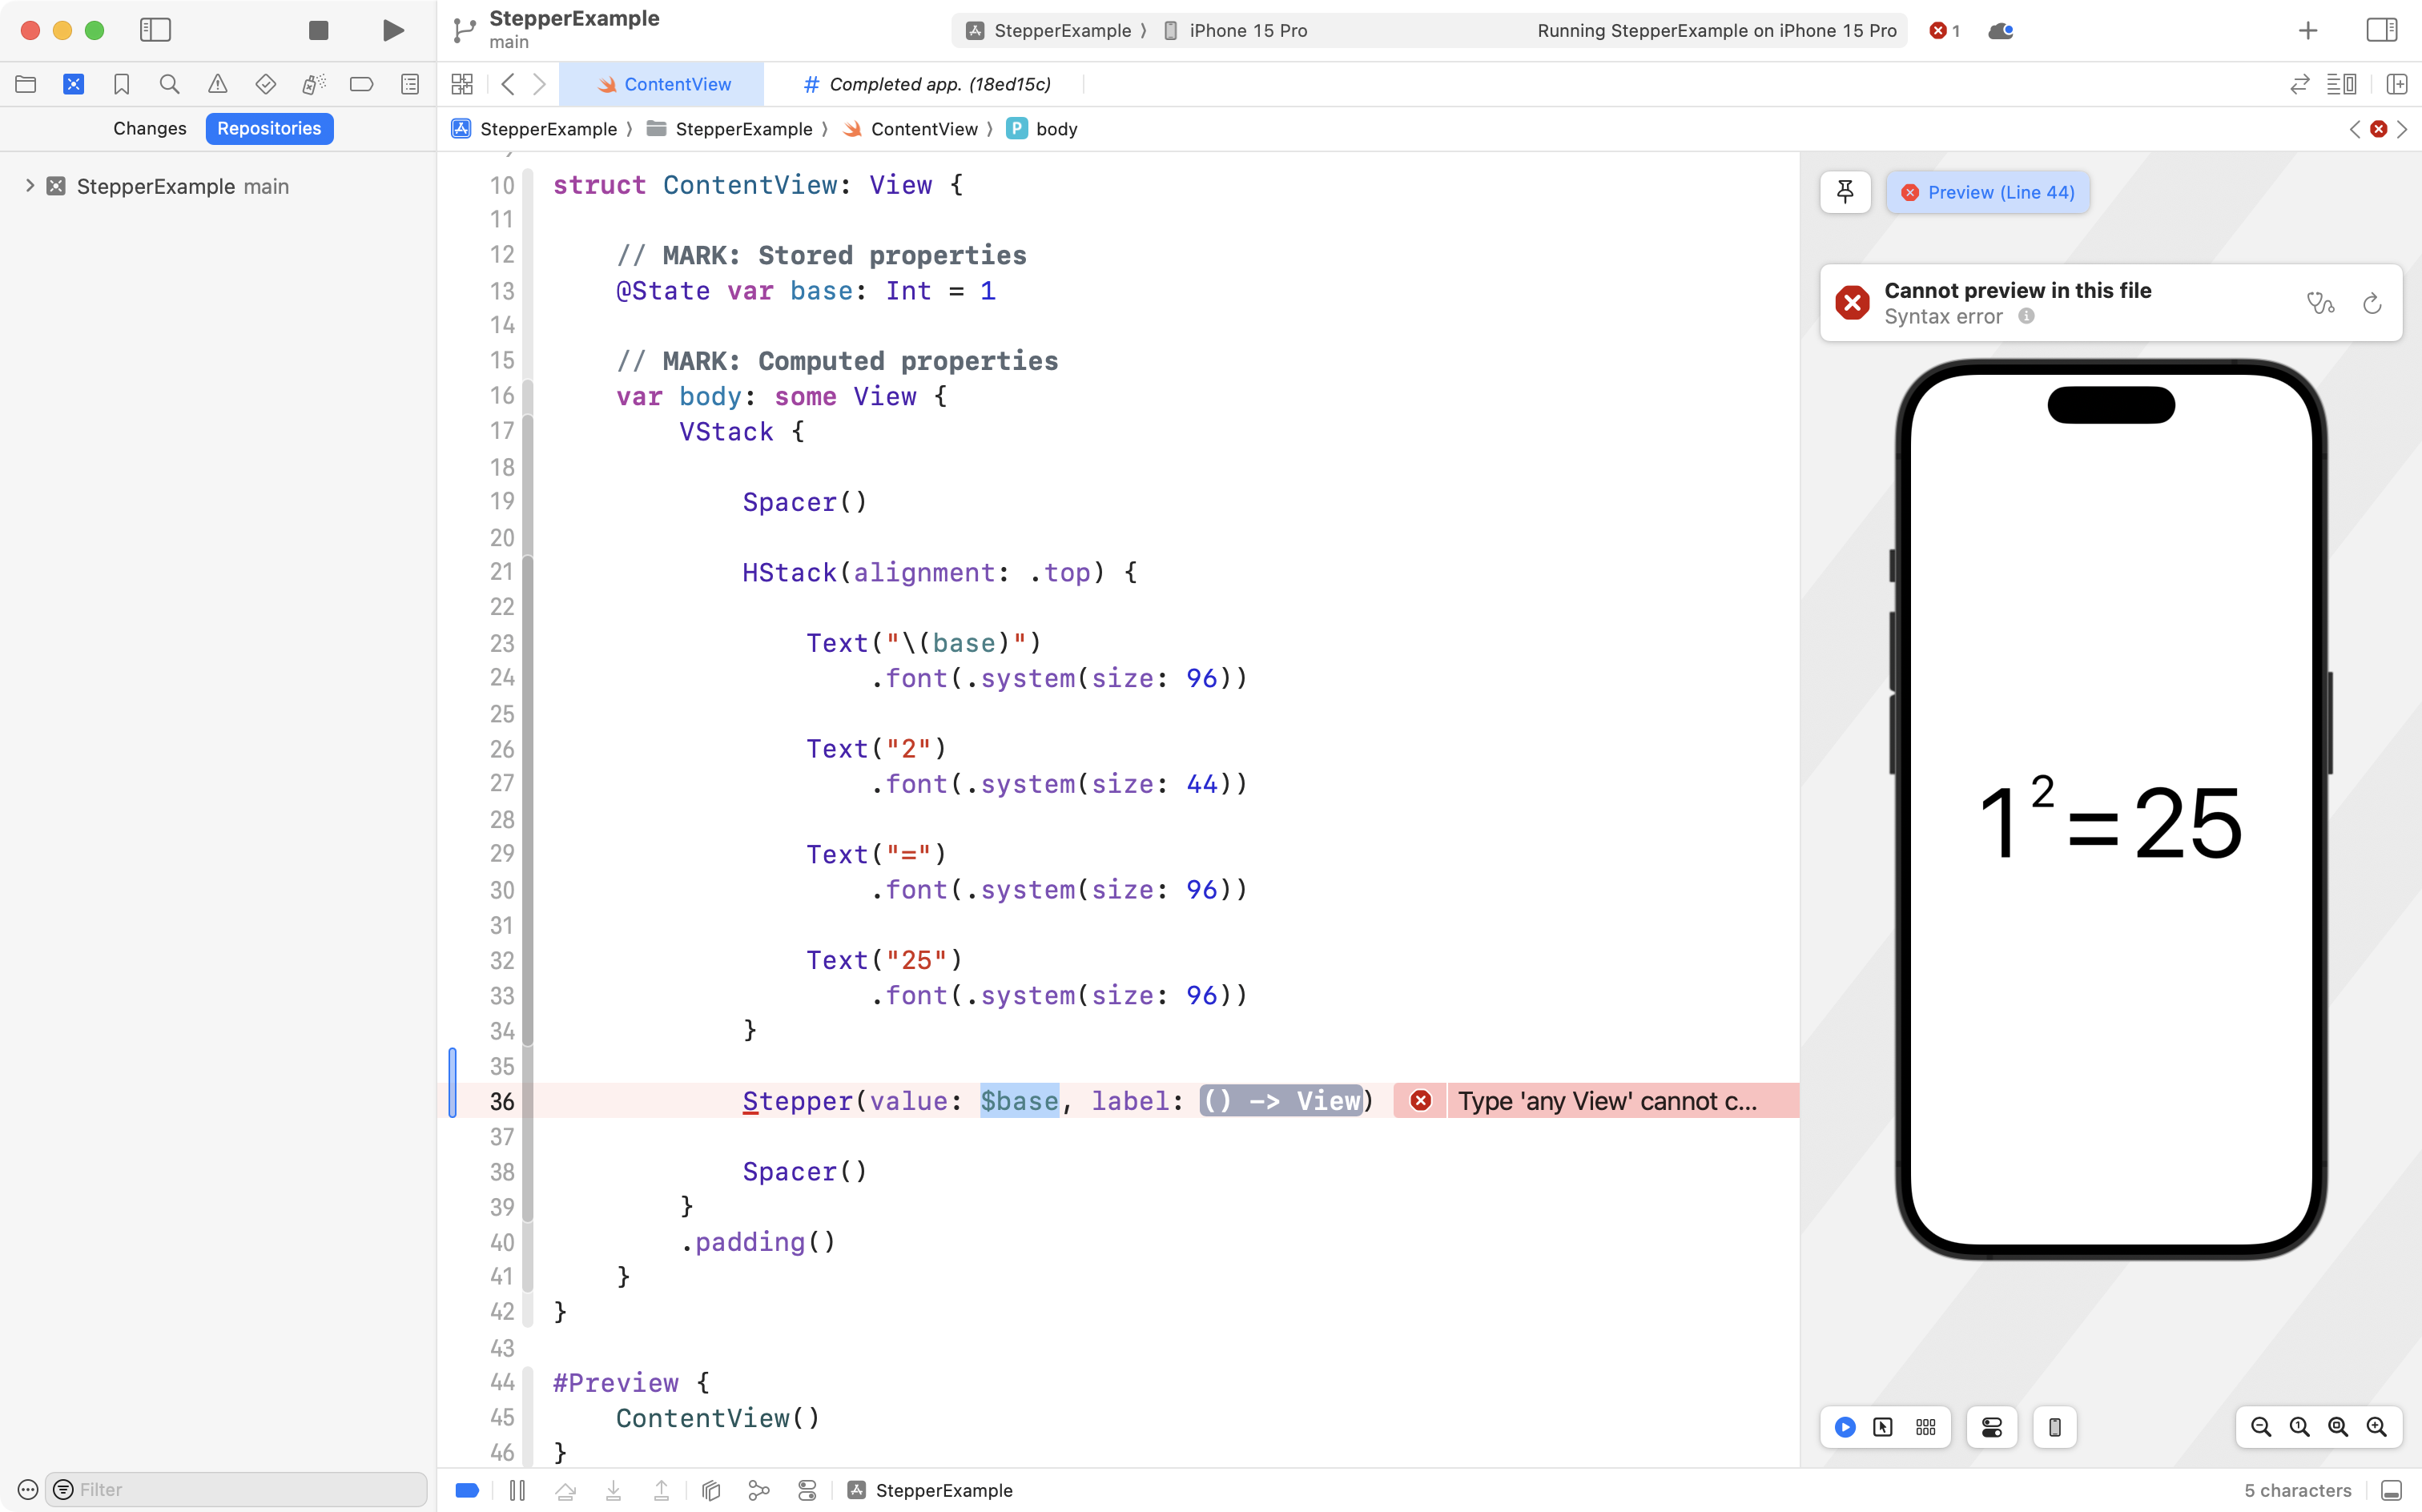 StepperExample
main
StepperExample ⟩ iPhone 15 Pro
Running StepperExample on iPhone 15 Pro
1
ContentView
# Completed app. (18ed15c)
Changes
Repositories
StepperExample ⟩ StepperExample ⟩ ContentView ⟩ P body
StepperExample main
10 struct ContentView: View {
11
12 // MARK: Stored properties
13 @State var base: Int = 1
14
15 // MARK: Computed properties
16 var body: some View {
17 VStack {
18
19 Spacer()
20
21 HStack(alignment: .top) {
22
23 Text("\(base)")
24 .font(.system(size: 96))
25
26 Text("2")
27 .font(.system(size: 44))
28
29 Text("=")
30 .font(.system(size: 96))
31
32 Text("25")
33 .font(.system(size: 96))
34 }
35
36 Stepper(value: $base, label: () -> View) Type 'any View' cannot c...
37
38 Spacer()
39 }
40 .padding()
41 }
42 }
43
44 #Preview {
45 ContentView()
46 }
Preview (Line 44)
Cannot preview in this file
Syntax error
1²=25
Filter
StepperExample
5 characters